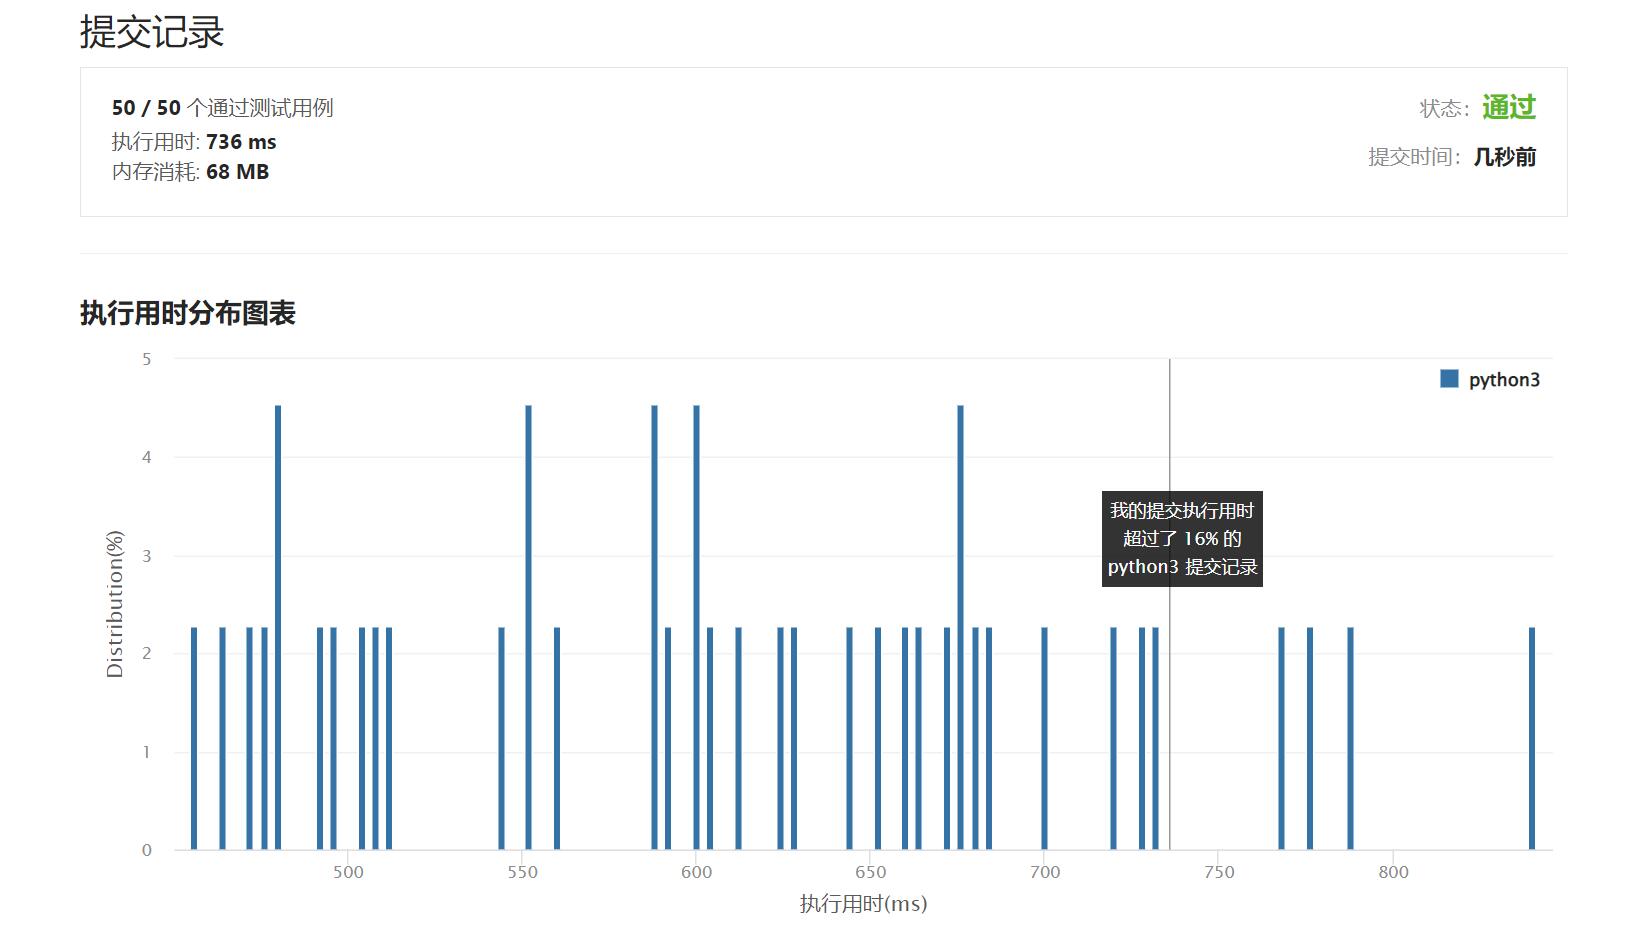 提交记录
50 / 50 个通过测试用例
状态：通过
执行用时: 736 ms
提交时间：几秒前
内存消耗: 68 MB
执行用时分布图表
5
python3
4
我的提交执行用时
超过了 16% 的
python3 提交记录
3
Distribution(%)
2
1
0
500 550 600 650 700 750 800
执行用时(ms)